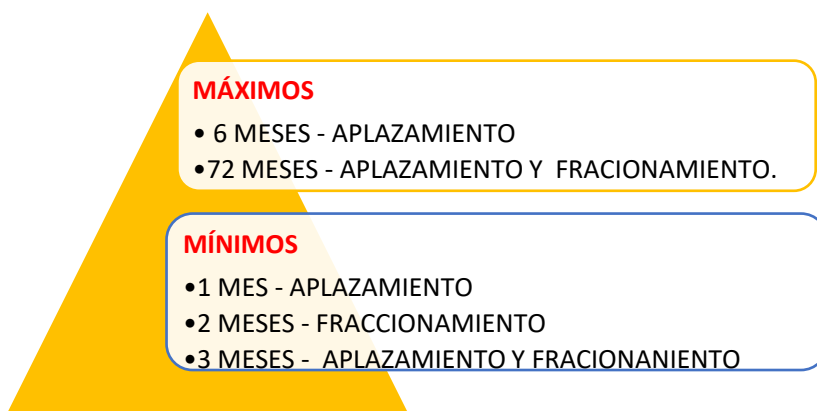 MÁXIMOS
• 6 MESES - APLAZAMIENTO
•72 MESES - APLAZAMIENTO Y FRACIONAMIENTO.
MÍNIMOS
•1 MES - APLAZAMIENTO
•2 MESES - FRACCIONAMIENTO
•3 MESES - APLAZAMIENTO Y FRACIONANIENTO